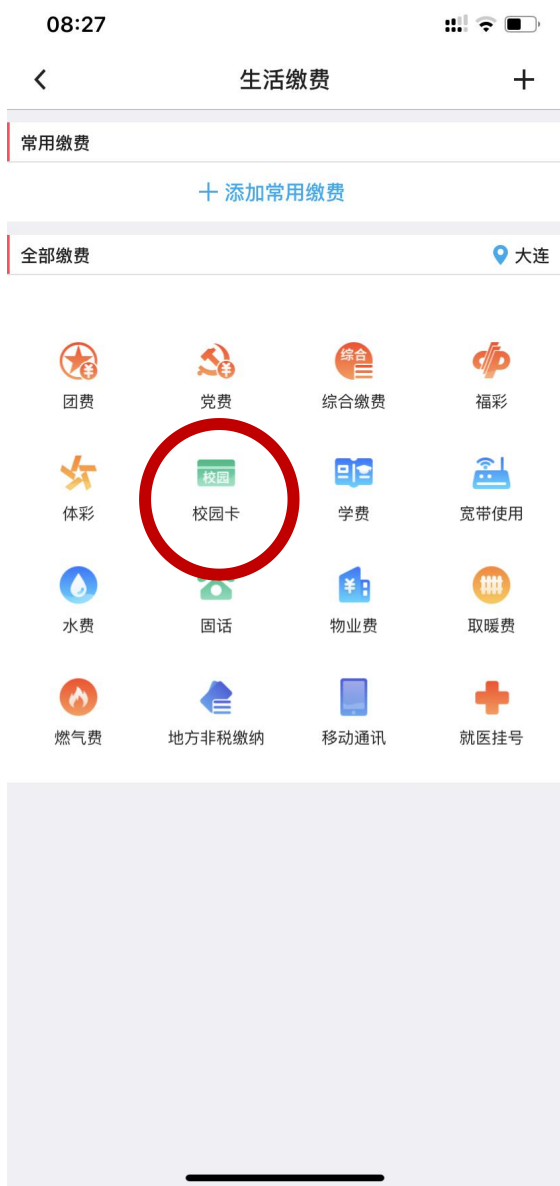 08:27
生活缴费
常用缴费
添加常用缴费
全部缴费 大连
综合
团费 党费 综合缴费 福彩
校园
体彩 校园卡 学费 宽带使用
水费 固话 物业费 取暖费
燃气费 地方非税缴纳 移动通讯 就医挂号